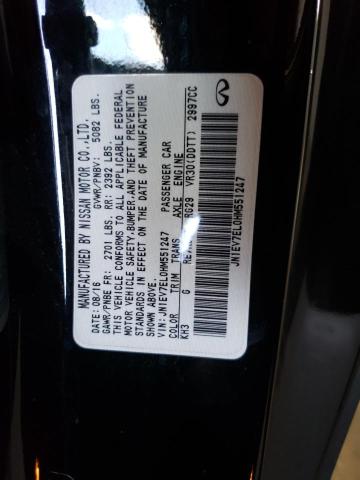 MANUFACTURED BY NISSAN MOTOR CO.,LTD.
DATE: 08/16 GVWR/PNBV: 5082 LBS.
GAWR/PNBE FR: 2701 LBS. RR: 2392 LBS.
THIS VEHICLE CONFORMS TO ALL APPLICABLE FEDERAL
MOTOR VEHICLE SAFETY,BUMPER,AND THEFT PREVENTION
STANDARDS IN EFFECT ON THE DATE OF MANUFACTURE
SHOWN ABOVE.
VIN:JN1EV7EL0HM551247 PASSENGER CAR
COLOR TRIM TRANS AXLE ENGINE
KH3 G RG29 VR30(DDTT) 2997CC
JN1EV7EL0HM551247